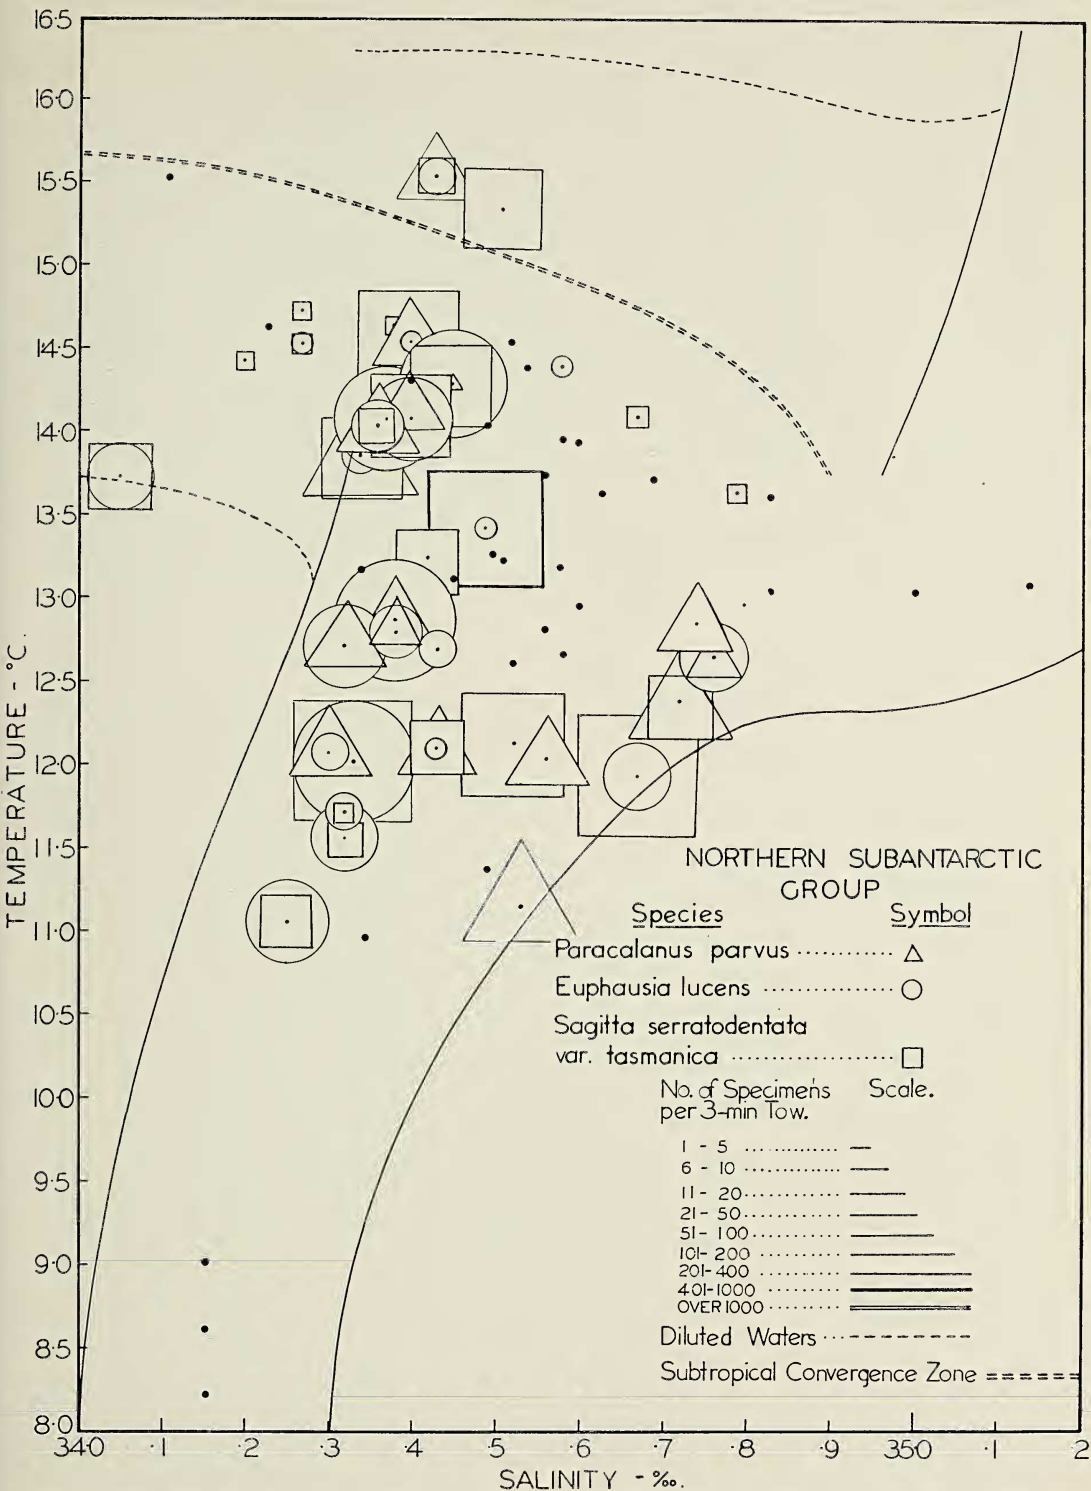 16·5
16·0
15·5
15·0
14·5
14·0
13·5
13·0
12·5
12·0
11·5
11·0
10·5
10·0
9·5
9·0
8·5
8·0
TEMPERATURE - °C.
34·0 ·1 ·2 ·3 ·4 ·5 ·6 ·7 ·8 ·9 35·0 ·1 ·2
SALINITY - ‰.
NORTHERN SUBANTARCTIC
GROUP
Species Symbol
Paracalanus parvus ············ △
Euphausia lucens ················ ○
Sagitta serratodentata
var. tasmanica ···················· □
No. of Specimens Scale.
per 3-min Tow.
1 - 5 ··············
6 - 10 ··············
11 - 20 ··············
21 - 50 ··············
51 - 100 ············
101 - 200 ············
201 - 400 ···········
401 - 1000 ··········
OVER 1000 ·········
Diluted Waters ··· -----------
Subtropical Convergence Zone ======